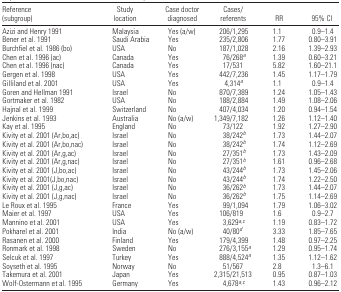 Reference Study Case doctor Cases/
(subgroup) location diagnosed referents RR 95% CI
Azizi and Henry 1991 Malaysia Yes (a/w) 206/1,295 1.1 0.9–1.4
Bener et al. 1991 Saudi Arabia Yes 235/2,806 1.77 0.80–3.91
Burchfiel et al. 1986 (bo) USA No 187/1,028 2.16 1.39–2.93
Chen et al. 1996 (ac) Canada Yes 76/268a 1.39 0.60–3.21
Chen et al. 1996 (nac) Canada Yes 17/531 5.82 1.60–21.1
Gergen et al. 1998 USA Yes 442/7,236 1.45 1.17–1.79
Gilliland et al. 2001 USA Yes 4,314a 1.1 0.9–1.4
Goren and Hellman 1991 Israel No 870/7,389 1.24 1.05–1.43
Gortmaker et al. 1982 USA No 188/2,884 1.49 1.08–2.06
Hajnal et al. 1999 Switzerland No 407/4,034 1.20 0.94–1.54
Jenkins et al. 1993 Australia No (a/w) 1,349/7,182 1.26 1.12–1.40
Kay et al. 1995 England No 73/122 1.92 1.27–2.90
Kivity et al. 2001 (Ar,bo,ac) Israel No 38/242b 1.73 1.44–2.07
Kivity et al. 2001 (Ar,bo,nac) Israel No 38/242b 1.74 1.12–2.69
Kivity et al. 2001 (Ar,g,ac) Israel No 27/351b 1.73 1.43–2.09
Kivity et al. 2001 (Ar,g,nac) Israel No 27/351b 1.61 0.96–2.68
Kivity et al. 2001 (J,bo,ac) Israel No 43/244b 1.73 1.45–2.06
Kivity et al. 2001(J,bo,nac) Israel No 43/244b 1.74 1.22–2.50
Kivity et al. 2001 (J,g,ac) Israel No 36/262b 1.73 1.44–2.07
Kivity et al. 2001 (J,g,nac) Israel No 36/262b 1.75 1.14–2.69
Le Roux et al. 1995 France Yes 99/1,094 1.79 1.06–3.02
Maier et al. 1997 USA Yes 106/819 1.6 0.9–2.7
Mannino et al. 2001 USA Yes 3,629a,c 1.19 0.83–1.72
Pokharel et al. 2001 India No (a/w) 40/80d 3.33 1.85–7.65
Rasanen et al. 2000 Finland Yes 179/4,399 1.48 0.97–2.25
Ronmark et al. 1998 Sweden No 276/3,155a 1.29 0.95–1.74
Selcuk et al. 1997 Turkey Yes 888/4,524a 1.35 1.12–1.62
Soyseth et al. 1995 Norway No 51/567 2.8 1.3–6.1
Takemura et al. 2001 Japan Yes 2,315/21,513 0.95 0.87–1.03
Wolf-Ostermann et al. 1995 Germany Yes 4,678a,c 1.43 0.96–2.12